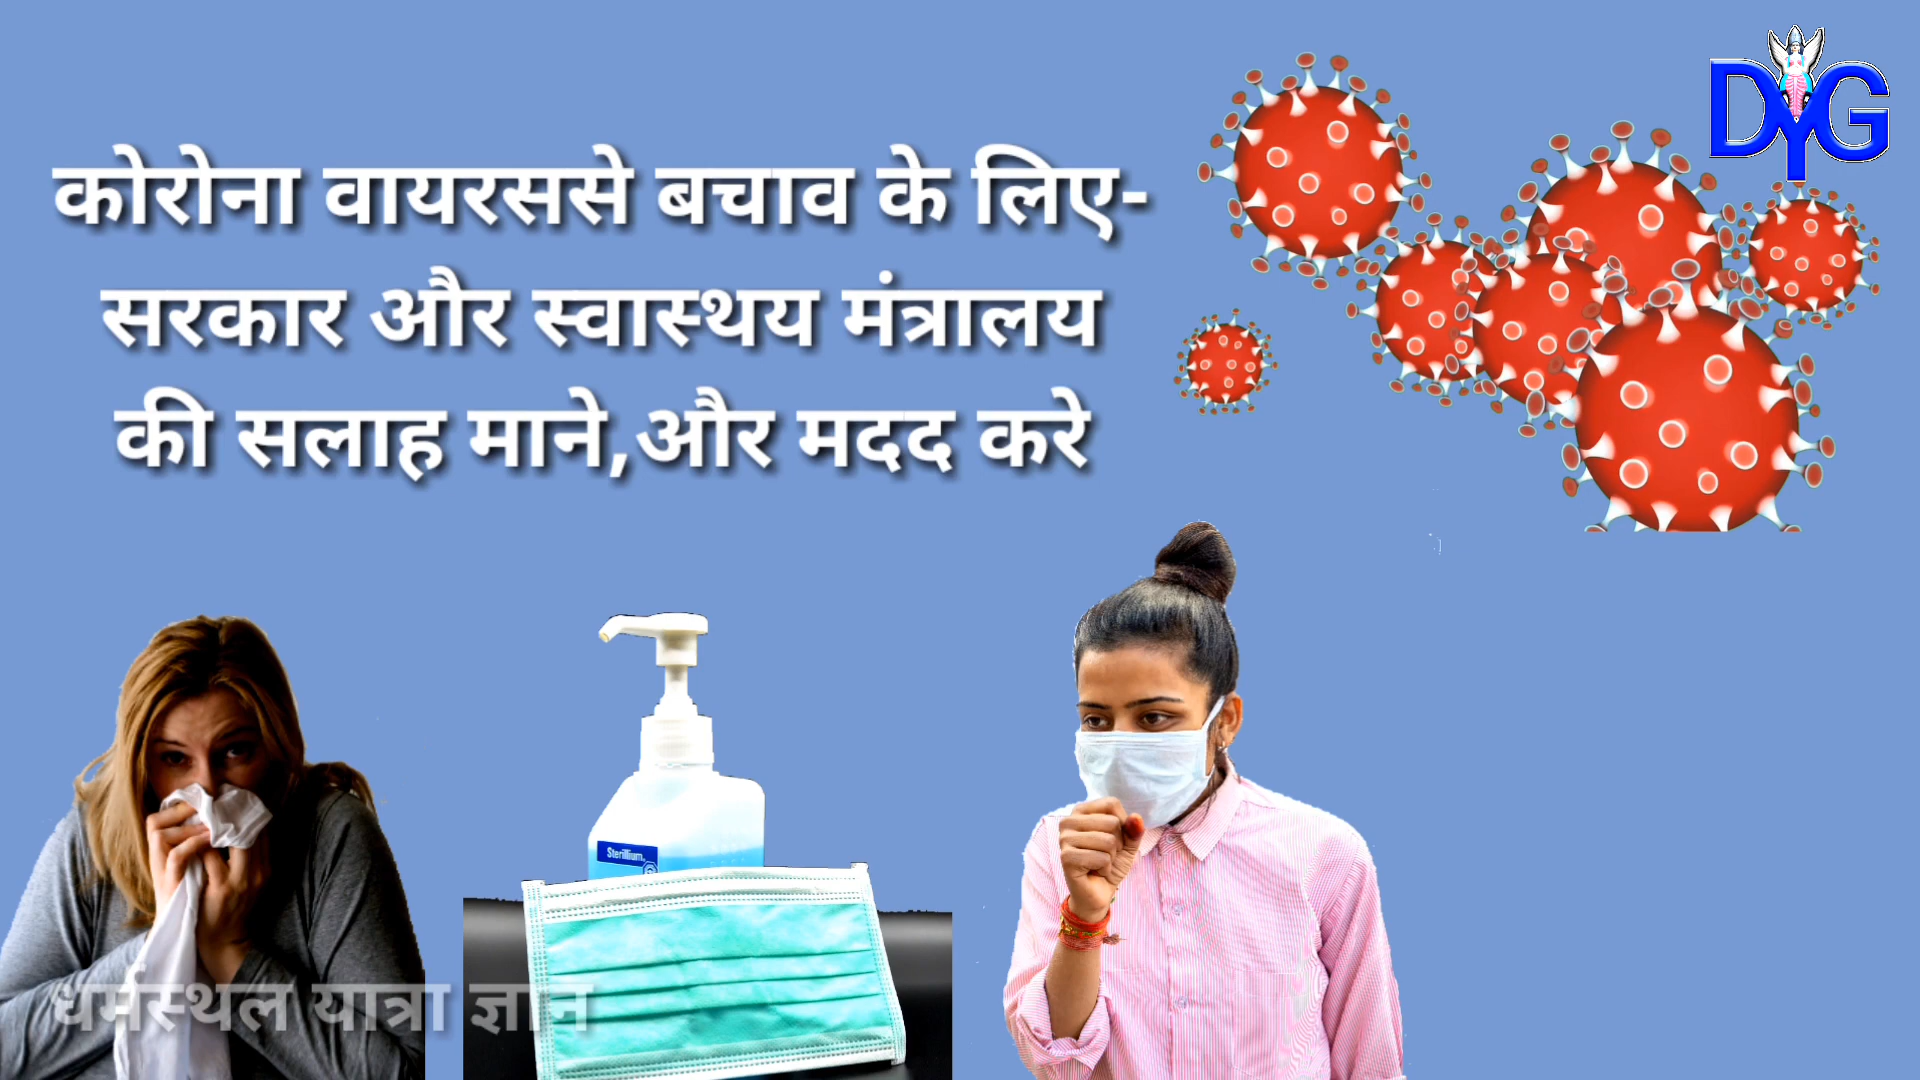 कोरोना वायरससे बचाव के लिए-
सरकार और स्वास्थय मंत्रालय
की सलाह माने,और मदद करे
DYG
Sterillium
धर्मस्थल यात्रा ज्ञान